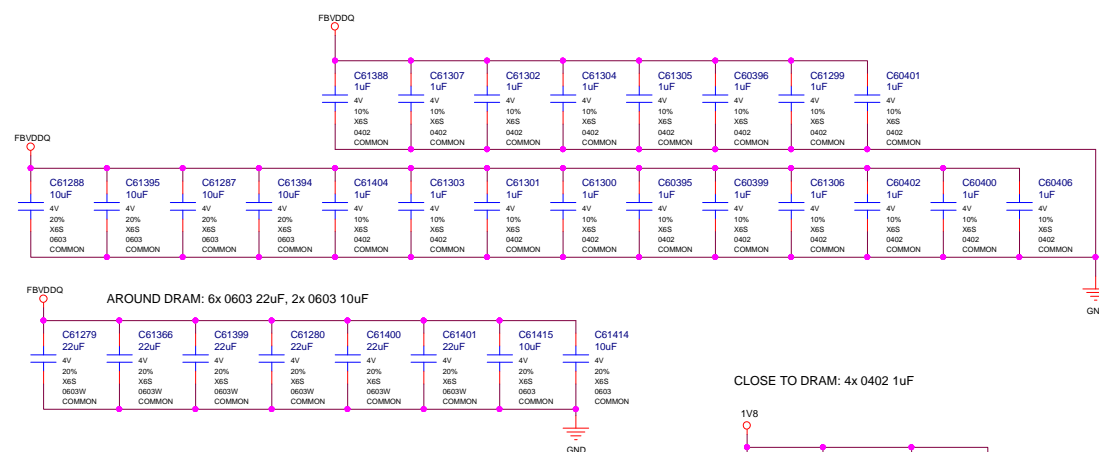 FBVDDQ
C61388 C61307 C61302 C61304 C61305 C60396 C61299 C60401
1uF 1uF 1uF 1uF 1uF 1uF 1uF 1uF
4V 4V 4V 4V 4V 4V 4V 4V
10% 10% 10% 10% 10% 10% 10% 10%
X6S X6S X6S X6S X6S X6S X6S X6S
0402 0402 0402 0402 0402 0402 0402 0402
COMMON COMMON COMMON COMMON COMMON COMMON COMMON COMMON
FBVDDQ
C61288 C61395 C61287 C61394 C61404 C61303 C61301 C61300 C60395 C60399 C61306 C60402 C60400 C60406
10uF 10uF 10uF 10uF 1uF 1uF 1uF 1uF 1uF 1uF 1uF 1uF 1uF 1uF
4V 4V 4V 4V 4V 4V 4V 4V 4V 4V 4V 4V 4V 4V
20% 20% 20% 20% 10% 10% 10% 10% 10% 10% 10% 10% 10% 10%
X6S X6S X6S X6S X6S X6S X6S X6S X6S X6S X6S X6S X6S X6S
0603 0603 0603 0603 0402 0402 0402 0402 0402 0402 0402 0402 0402 0402
COMMON COMMON COMMON COMMON COMMON COMMON COMMON COMMON COMMON COMMON COMMON COMMON COMMON COMMON
GN
FBVDDQ
AROUND DRAM: 6x 0603 22uF, 2x 0603 10uF
C61279 C61366 C61399 C61280 C61400 C61401 C61415 C61414
22uF 22uF 22uF 22uF 22uF 22uF 10uF 10uF
4V 4V 4V 4V 4V 4V 4V 4V
20% 20% 20% 20% 20% 20% 20% 20%
X6S X6S X6S X6S X6S X6S X6S X6S
0603W 0603W 0603W 0603W 0603W 0603W 0603 0603
COMMON COMMON COMMON COMMON COMMON COMMON COMMON COMMON
GND
CLOSE TO DRAM: 4x 0402 1uF
1V8